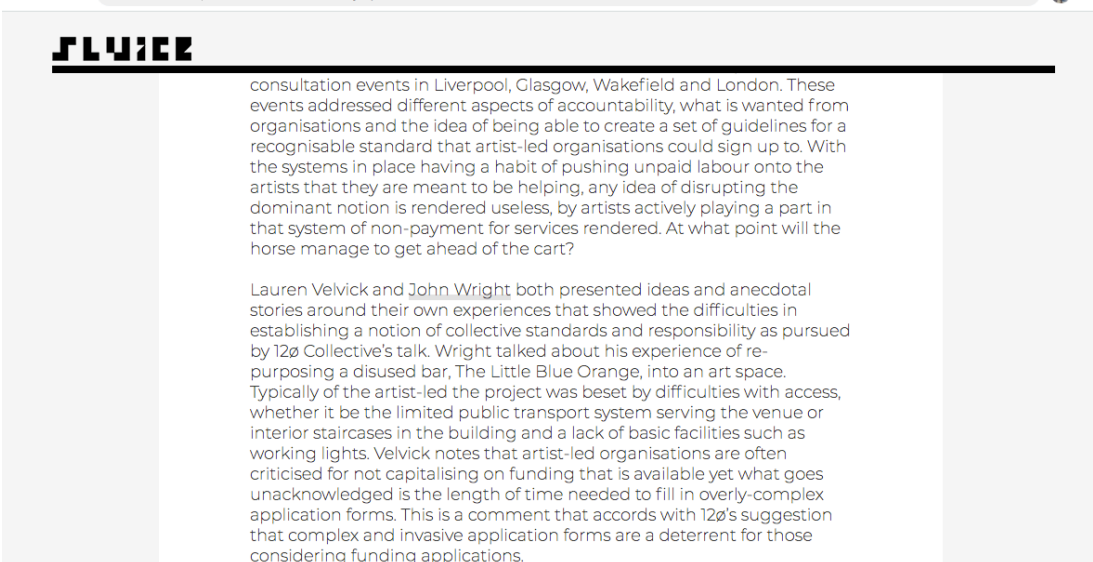 SLUICE
consultation events in Liverpool, Glasgow, Wakefield and London. These
events addressed different aspects of accountability, what is wanted from
organisations and the idea of being able to create a set of guidelines for a
recognisable standard that artist-led organisations could sign up to. With
the systems in place having a habit of pushing unpaid labour onto the
artists that they are meant to be helping, any idea of disrupting the
dominant notion is rendered useless, by artists actively playing a part in
that system of non-payment for services rendered. At what point will the
horse manage to get ahead of the cart?
Lauren Velvick and John Wright both presented ideas and anecdotal
stories around their own experiences that showed the difficulties in
establishing a notion of collective standards and responsibility as pursued
by 12ø Collective's talk. Wright talked about his experience of re-
purposing a disused bar, The Little Blue Orange, into an art space.
Typically of the artist-led the project was beset by difficulties with access,
whether it be the limited public transport system serving the venue or
interior staircases in the building and a lack of basic facilities such as
working lights. Velvick notes that artist-led organisations are often
criticised for not capitalising on funding that is available yet what goes
unacknowledged is the length of time needed to fill in overly-complex
application forms. This is a comment that accords with 12ø's suggestion
that complex and invasive application forms are a deterrent for those
considering funding applications.